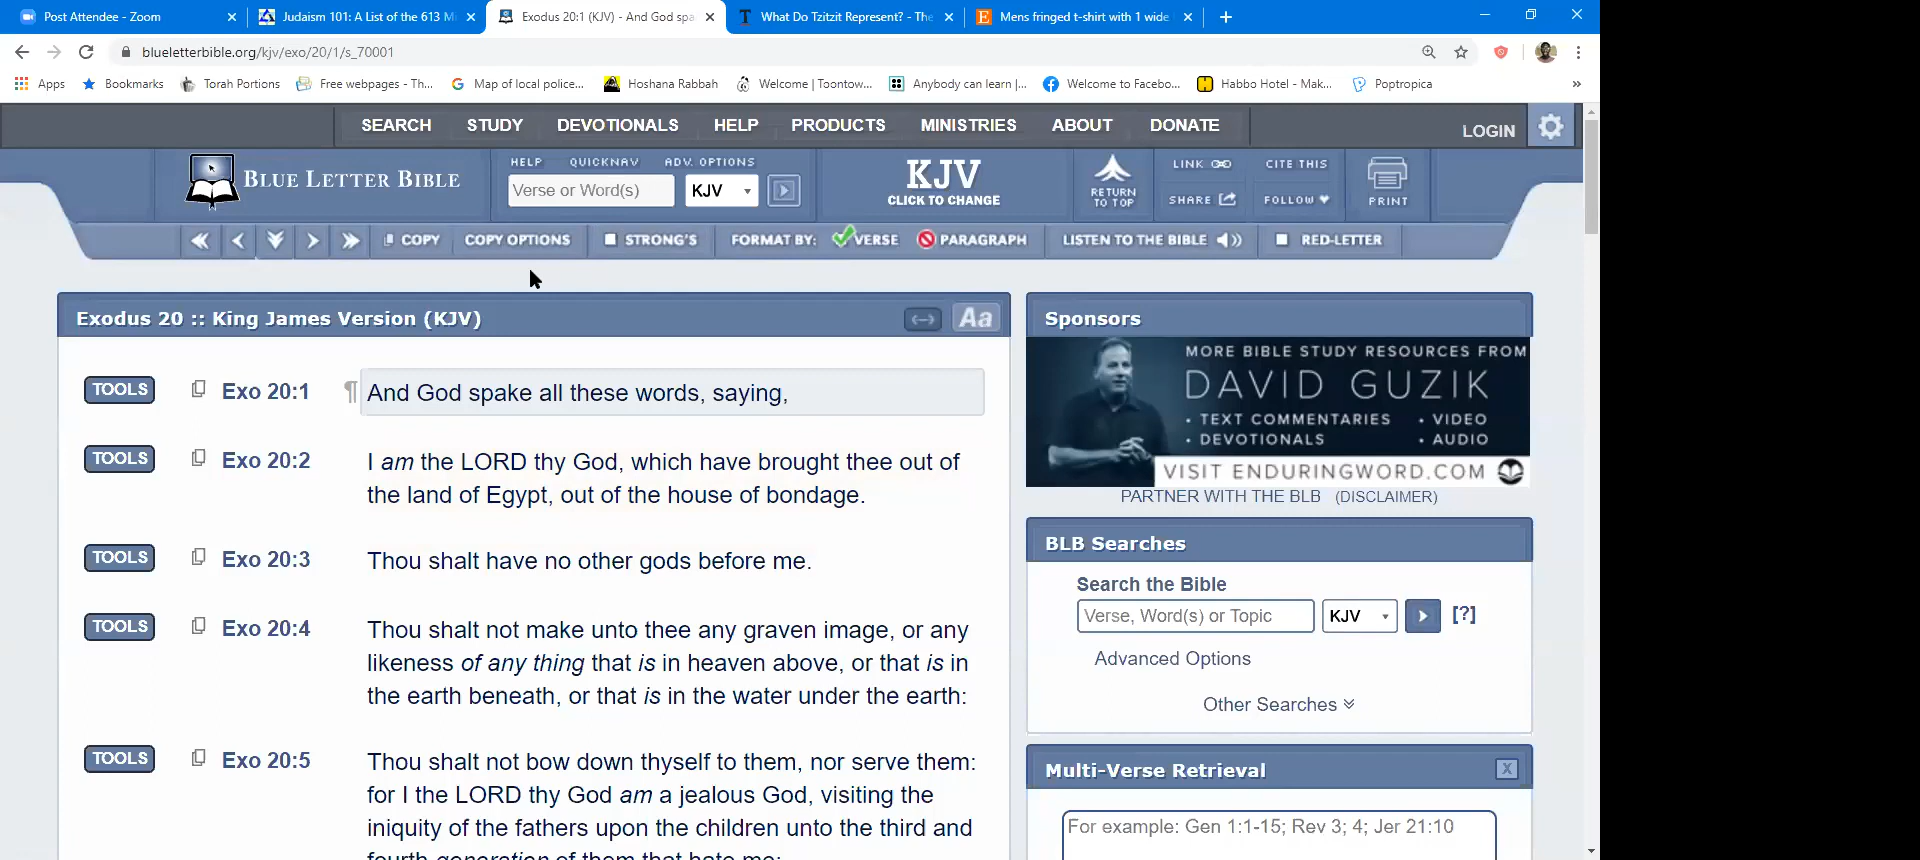 Post Attendee - Zoom
Judaism 101: A List of the 613 Mi
Exodus 20:1 (KJV) - And God spa
What Do Tzitzit Represent? - The
Mens fringed t-shirt with 1 wide
blueletterbible.org/kjv/exo/20/1/s_70001
Apps
Bookmarks
Torah Portions
Free webpages - Th...
Map of local police...
Hoshana Rabbah
Welcome | Toontow...
Anybody can learn |...
Welcome to Facebo...
Habbo Hotel - Mak...
Poptropica
SEARCH STUDY DEVOTIONALS HELP PRODUCTS MINISTRIES ABOUT DONATE
LOGIN
BLUE LETTER BIBLE
HELP QUICKNAV ADV. OPTIONS
Verse or Word(s)
KJV
KJV
CLICK TO CHANGE
RETURN
TO TOP
LINK
CITE THIS
SHARE
FOLLOW
PRINT
COPY COPY OPTIONS STRONG'S FORMAT BY: VERSE PARAGRAPH LISTEN TO THE BIBLE RED-LETTER
Exodus 20 :: King James Version (KJV)
Aa
TOOLS Exo 20:1 ¶ And God spake all these words, saying,
TOOLS Exo 20:2 I am the LORD thy God, which have brought thee out of
the land of Egypt, out of the house of bondage.
TOOLS Exo 20:3 Thou shalt have no other gods before me.
TOOLS Exo 20:4 Thou shalt not make unto thee any graven image, or any
likeness of any thing that is in heaven above, or that is in
the earth beneath, or that is in the water under the earth:
TOOLS Exo 20:5 Thou shalt not bow down thyself to them, nor serve them:
for I the LORD thy God am a jealous God, visiting the
iniquity of the fathers upon the children unto the third and
fourth generation of them that hate me;
Sponsors
MORE BIBLE STUDY RESOURCES FROM
DAVID GUZIK
• TEXT COMMENTARIES • VIDEO
• DEVOTIONALS • AUDIO
VISIT ENDURINGWORD.COM
PARTNER WITH THE BLB (DISCLAIMER)
BLB Searches
Search the Bible
Verse, Word(s) or Topic
KJV
[?]
Advanced Options
Other Searches
Multi-Verse Retrieval
X
For example: Gen 1:1-15; Rev 3; 4; Jer 21:10